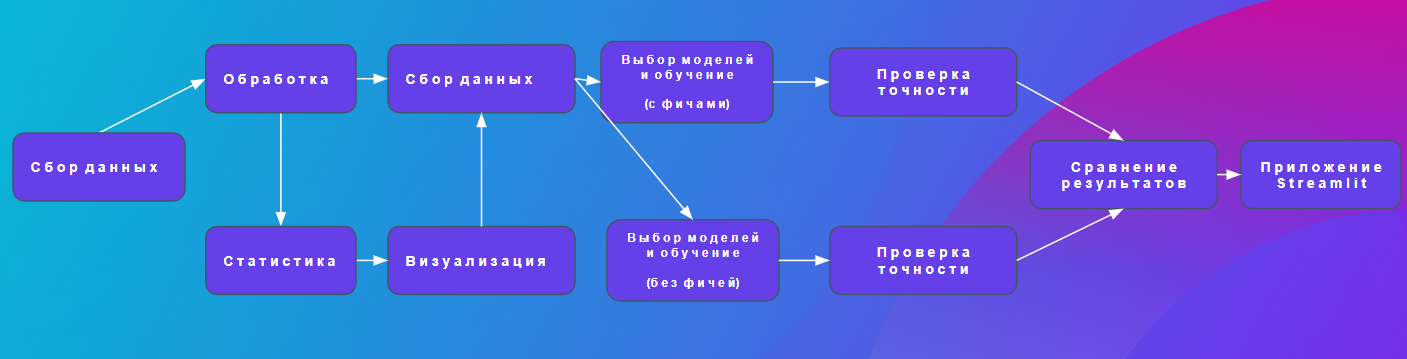 Сбор данных
Обработка
Сбор данных
Статистика
Визуализация
Выбор моделей
и обучение
(с фичами)
Проверка
точности
Выбор моделей
и обучение
(без фичей)
Проверка
точности
Сравнение
результатов
Приложение
Streamlit